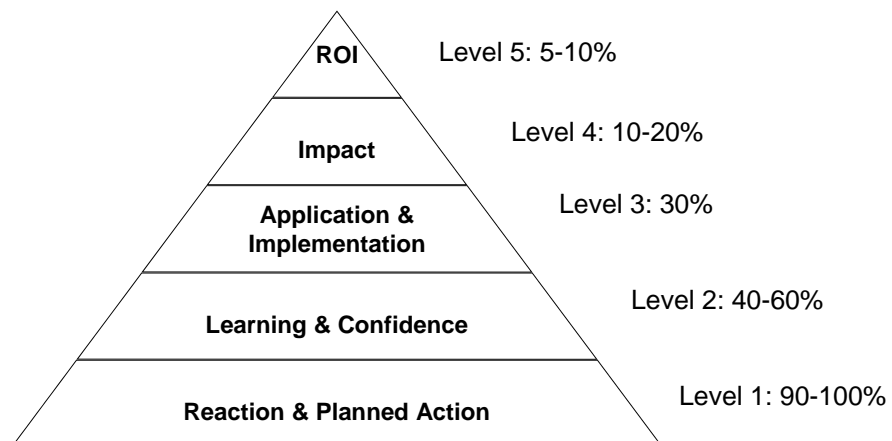 ROI
Level 5: 5-10%
Impact
Level 4: 10-20%
Application &
Implementation
Level 3: 30%
Learning & Confidence
Level 2: 40-60%
Reaction & Planned Action
Level 1: 90-100%